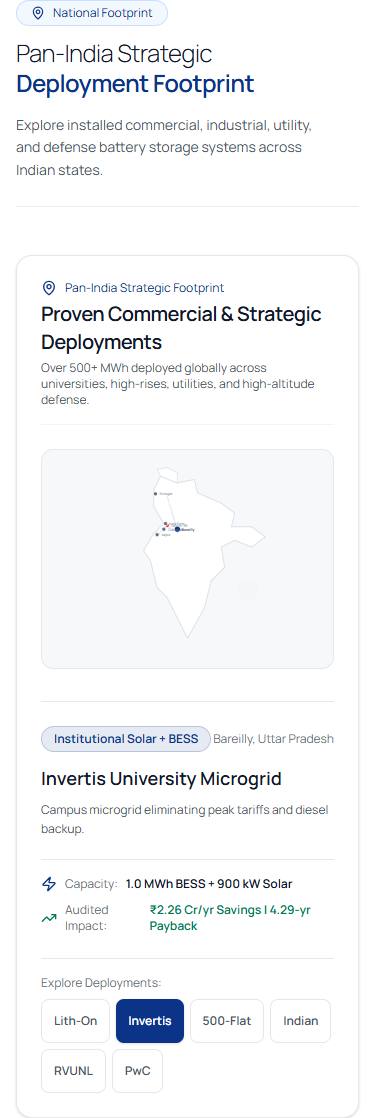 National Footprint
Pan-India Strategic
Deployment Footprint
Explore installed commercial, industrial, utility,
and defense battery storage systems across
Indian states.
Pan-India Strategic Footprint
Proven Commercial & Strategic
Deployments
Over 500+ MWh deployed globally across
universities, high-rises, utilities, and high-altitude
defense.
Institutional Solar + BESS
Bareilly, Uttar Pradesh
Invertis University Microgrid
Campus microgrid eliminating peak tariffs and diesel
backup.
Capacity: 1.0 MWh BESS + 900 kW Solar
Audited Impact: ₹2.26 Cr/yr Savings | 4.29-yr Payback
Explore Deployments:
Lith-On Invertis 500-Flat Indian
RVUNL PwC